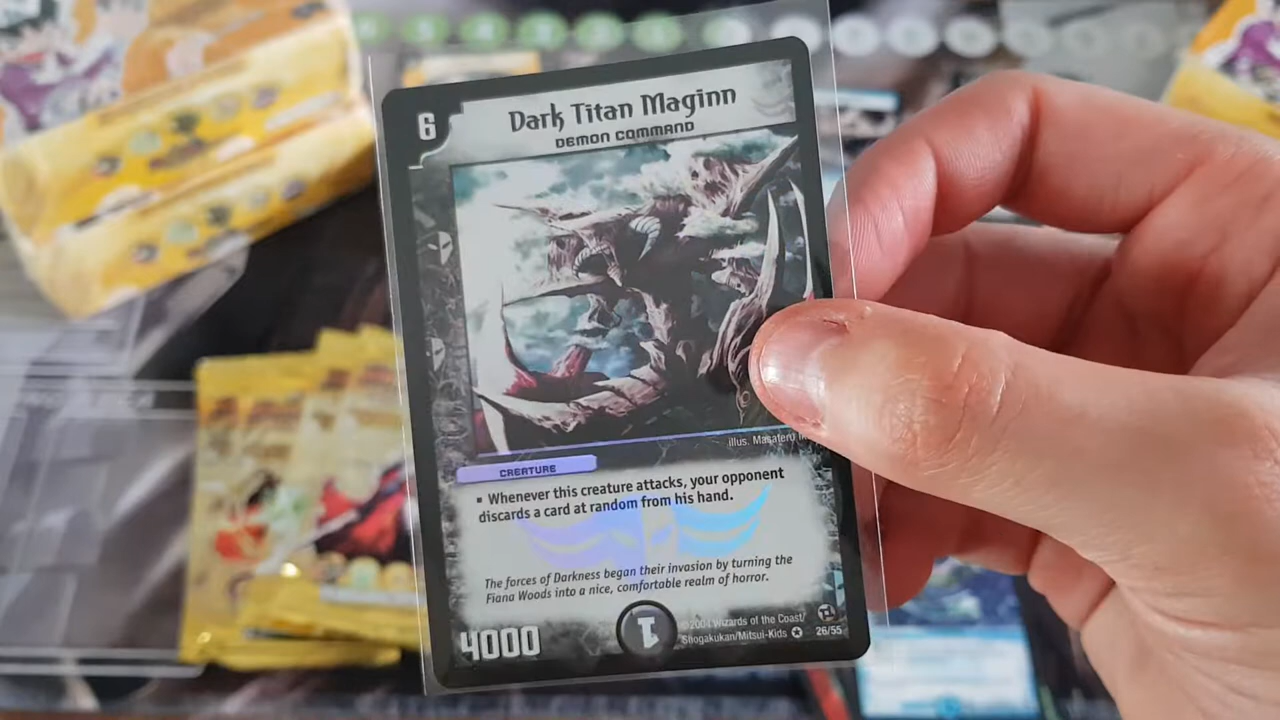 6
Dark Titan Maginn
DEMON COMMAND
illus. Masateru
CREATURE
▪ Whenever this creature attacks, your opponent
discards a card at random from his hand.
The forces of Darkness began their invasion by turning the
Fiana Woods into a nice, comfortable realm of horror.
4000
1
©2004 Wizards of the Coast/
Shogakukan/Mitsui-Kids
26/55